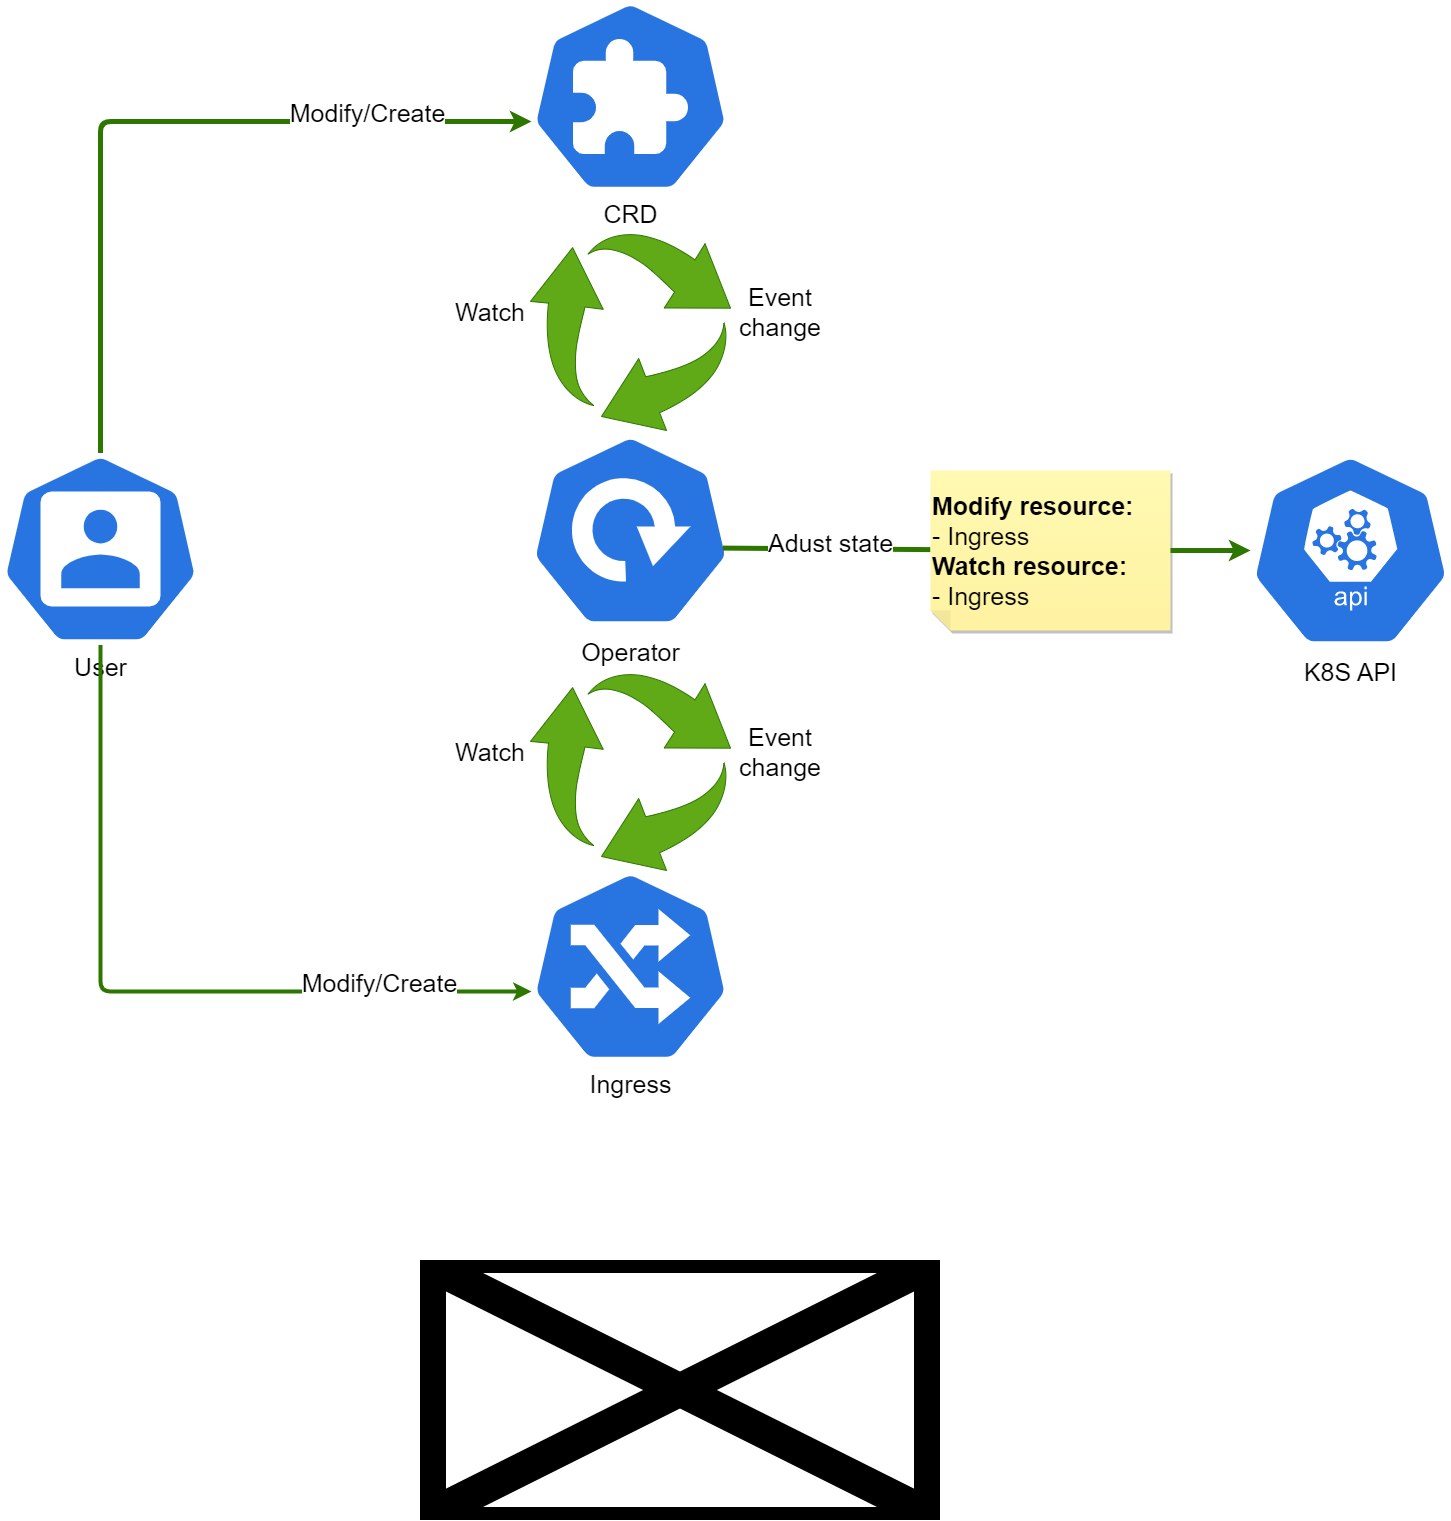 Modify/Create
CRD
Watch
Event
change
User
Operator
Adust state
Modify resource:
- Ingress
Watch resource:
- Ingress
api
K8S API
Watch
Event
change
Modify/Create
Ingress